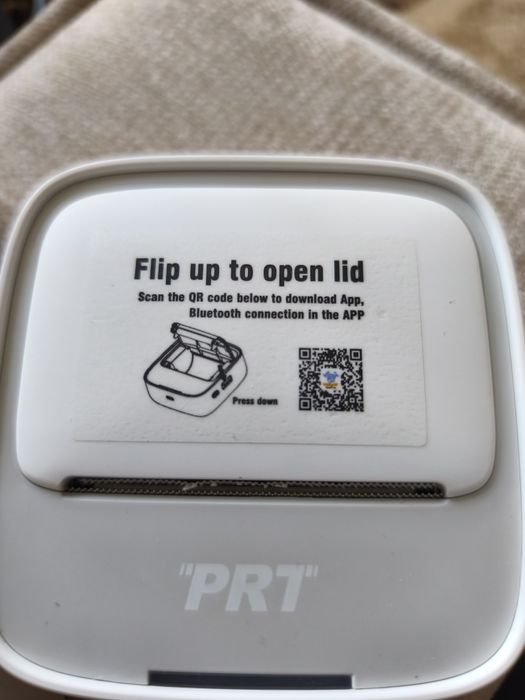 Flip up to open lid
Scan the QR code below to download App,
Bluetooth connection in the APP
Press down
"PRT"